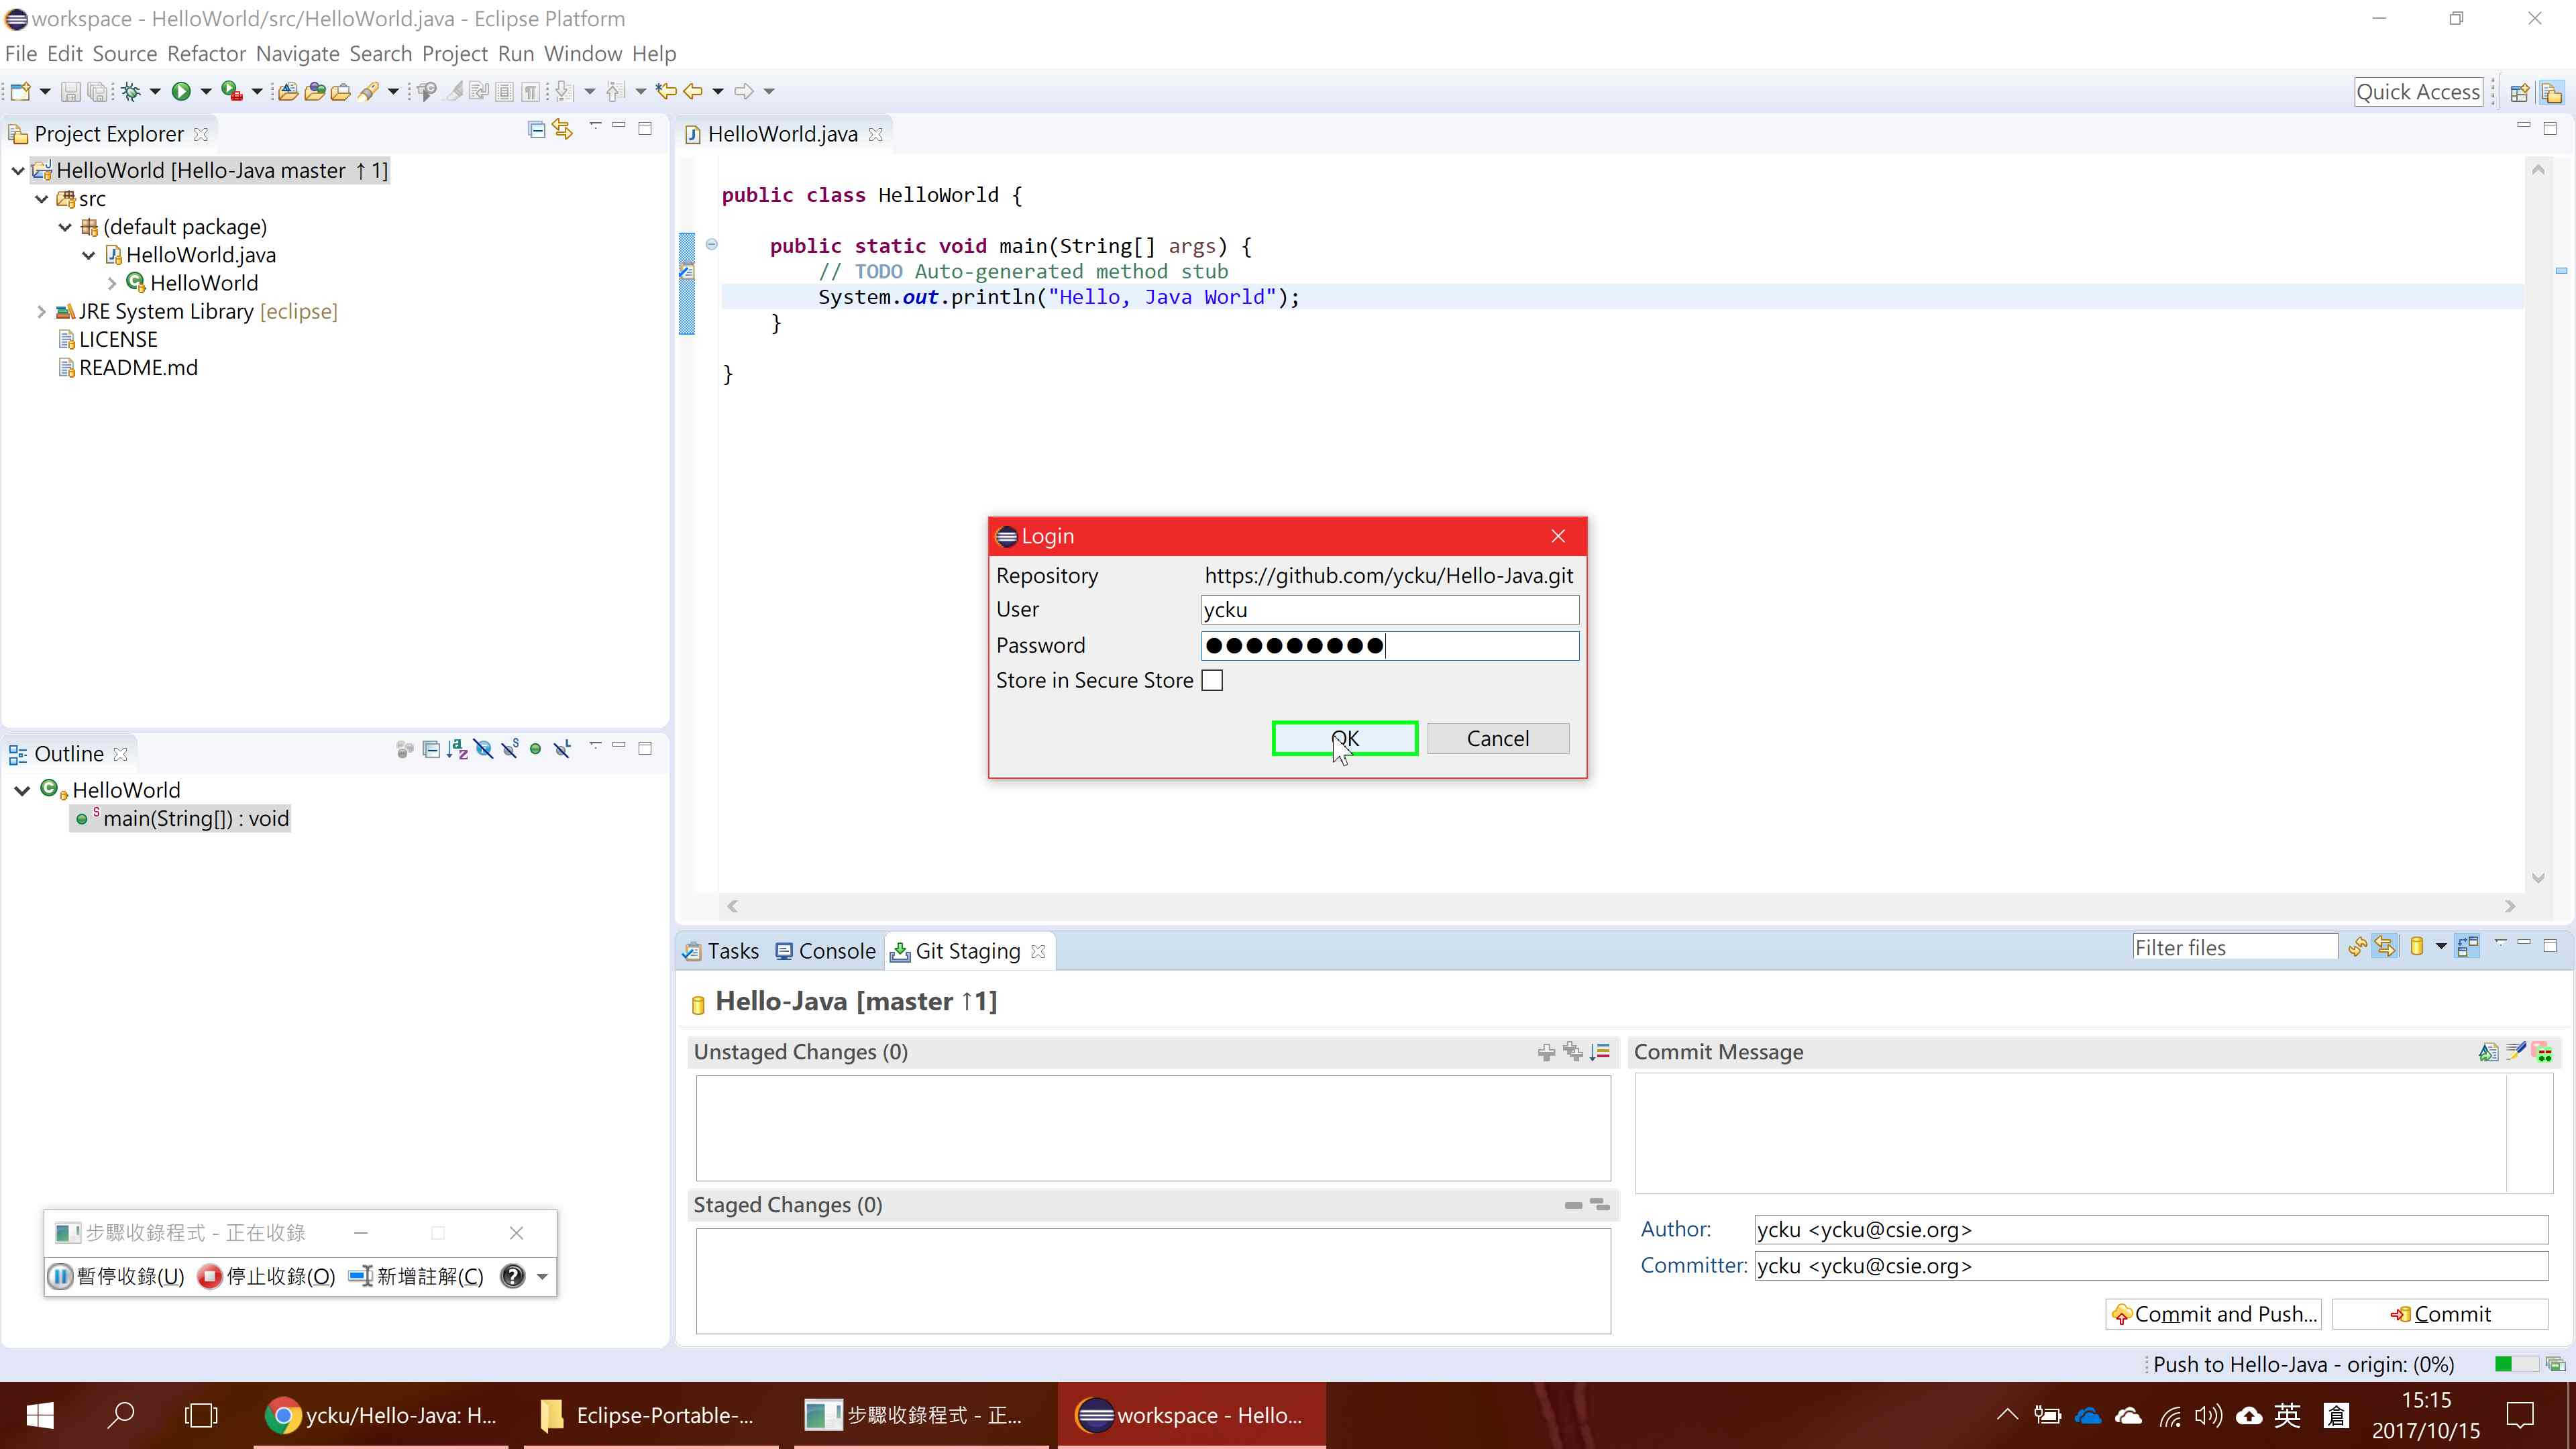 workspace - HelloWorld/src/HelloWorld.java - Eclipse Platform
File Edit Source Refactor Navigate Search Project Run Window Help
Quick Access
Project Explorer
HelloWorld [Hello-Java master ↑ 1]
src
(default package)
HelloWorld.java
HelloWorld
JRE System Library [eclipse]
LICENSE
README.md
HelloWorld.java
public class HelloWorld {
public static void main(String[] args) {
// TODO Auto-generated method stub
System.out.println("Hello, Java World");
}
}
Login
Repository https://github.com/ycku/Hello-Java.git
User ycku
Password ●●●●●●●●●
Store in Secure Store
OK Cancel
Outline
HelloWorld
main(String[]) : void
Tasks Console Git Staging
Filter files
Hello-Java [master ↑1]
Unstaged Changes (0)
Commit Message
Staged Changes (0)
Author: ycku <ycku@csie.org>
Committer: ycku <ycku@csie.org>
Commit and Push... Commit
步驟收錄程式 - 正在收錄
暫停收錄(U) 停止收錄(O) 新增註解(C)
Push to Hello-Java - origin: (0%)
ycku/Hello-Java: H...
Eclipse-Portable-...
步驟收錄程式 - 正...
workspace - Hello...
英 倉
15:15
2017/10/15